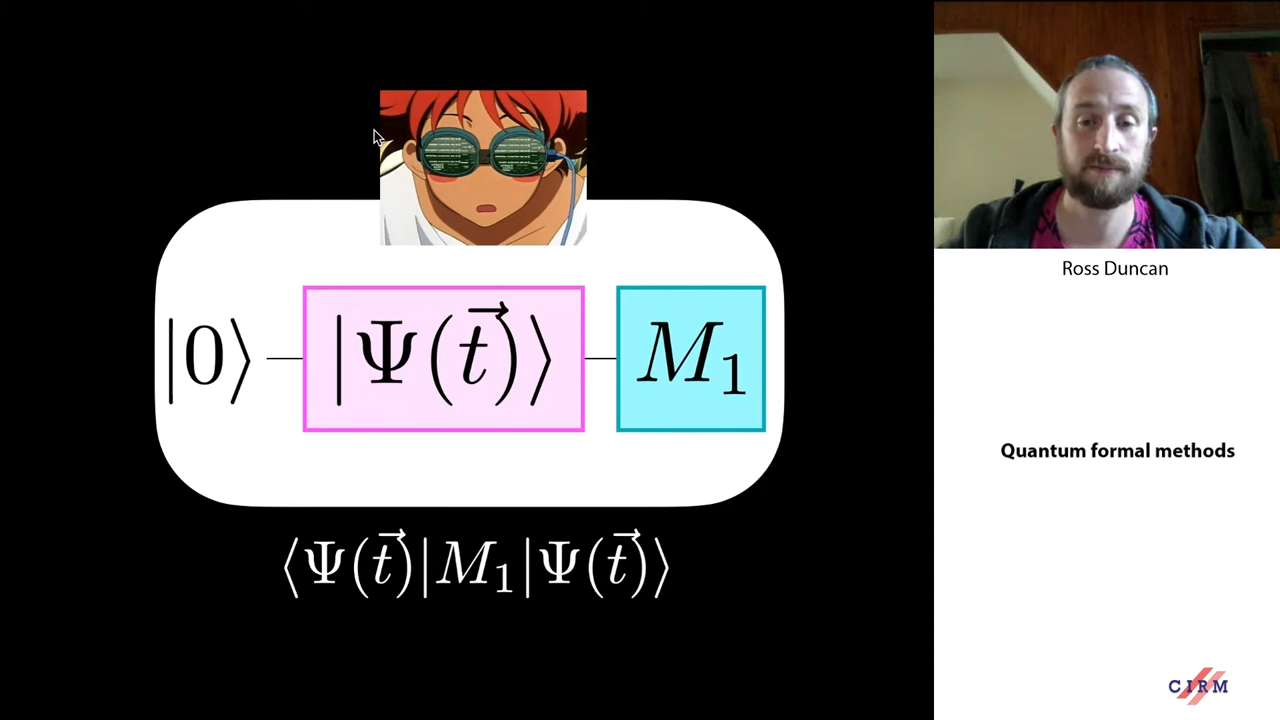 |0⟩ |Ψ(t⃗)⟩ M₁
⟨Ψ(t⃗)|M₁|Ψ(t⃗)⟩
Ross Duncan
Quantum formal methods
CIRM